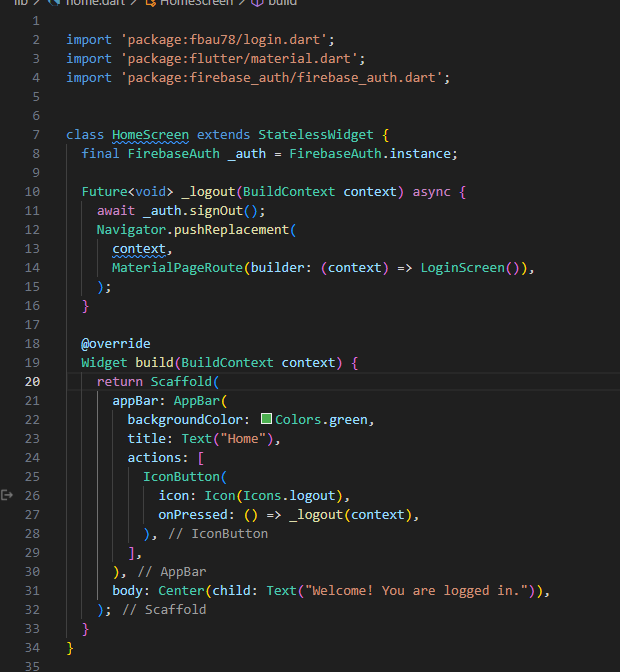 lib > home.dart > HomeScreen > build
1
2 import 'package:fbau78/login.dart';
3 import 'package:flutter/material.dart';
4 import 'package:firebase_auth/firebase_auth.dart';
5
6
7 class HomeScreen extends StatelessWidget {
8   final FirebaseAuth _auth = FirebaseAuth.instance;
9
10   Future<void> _logout(BuildContext context) async {
11     await _auth.signOut();
12     Navigator.pushReplacement(
13       context,
14       MaterialPageRoute(builder: (context) => LoginScreen()),
15     );
16   }
17
18   @override
19   Widget build(BuildContext context) {
20     return Scaffold(
21       appBar: AppBar(
22         backgroundColor: Colors.green,
23         title: Text("Home"),
24         actions: [
25           IconButton(
26             icon: Icon(Icons.logout),
27             onPressed: () => _logout(context),
28           ), // IconButton
29         ],
30       ), // AppBar
31       body: Center(child: Text("Welcome! You are logged in.")),
32     ); // Scaffold
33   }
34 }
35